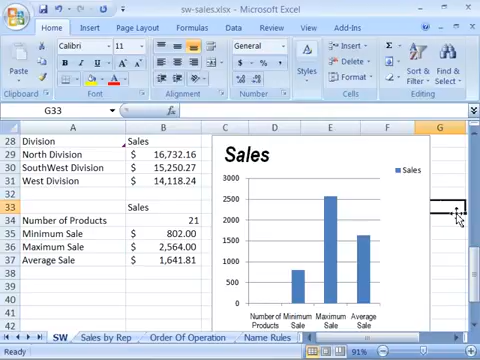 sw-sales.xlsx - Microsoft Excel
Home Insert Page Layout Formulas Data Review View Add-Ins
Paste
Clipboard
Calibri 11
B I U
Font
Alignment
General
$ % ,
Number
Styles
Insert
Delete
Format
Cells
Σ
Sort & Filter
Find & Select
Editing
G33 fx
A B C D E F G
28 Division Sales
29 North Division $ 16,732.16
30 SouthWest Division $ 15,250.27
31 West Division $ 14,118.24
32
33 Sales
34 Number of Products 21
35 Minimum Sale $ 802.00
36 Maximum Sale $ 2,564.00
37 Average Sale $ 1,641.81
38
39
40
41
42
Sales
Sales
3000
2500
2000
1500
1000
500
0
Number of Products
Minimum Sale
Maximum Sale
Average Sale
SW Sales by Rep Order Of Operation Name Rules
Ready 91%